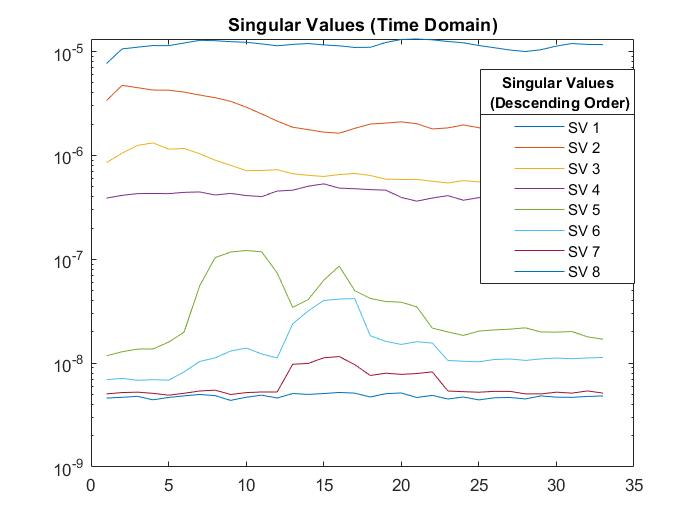 Singular Values (Time Domain)
10-5
10-6
10-7
10-8
10-9
0 5 10 15 20 25 30 35
Singular Values
(Descending Order)
SV 1
SV 2
SV 3
SV 4
SV 5
SV 6
SV 7
SV 8